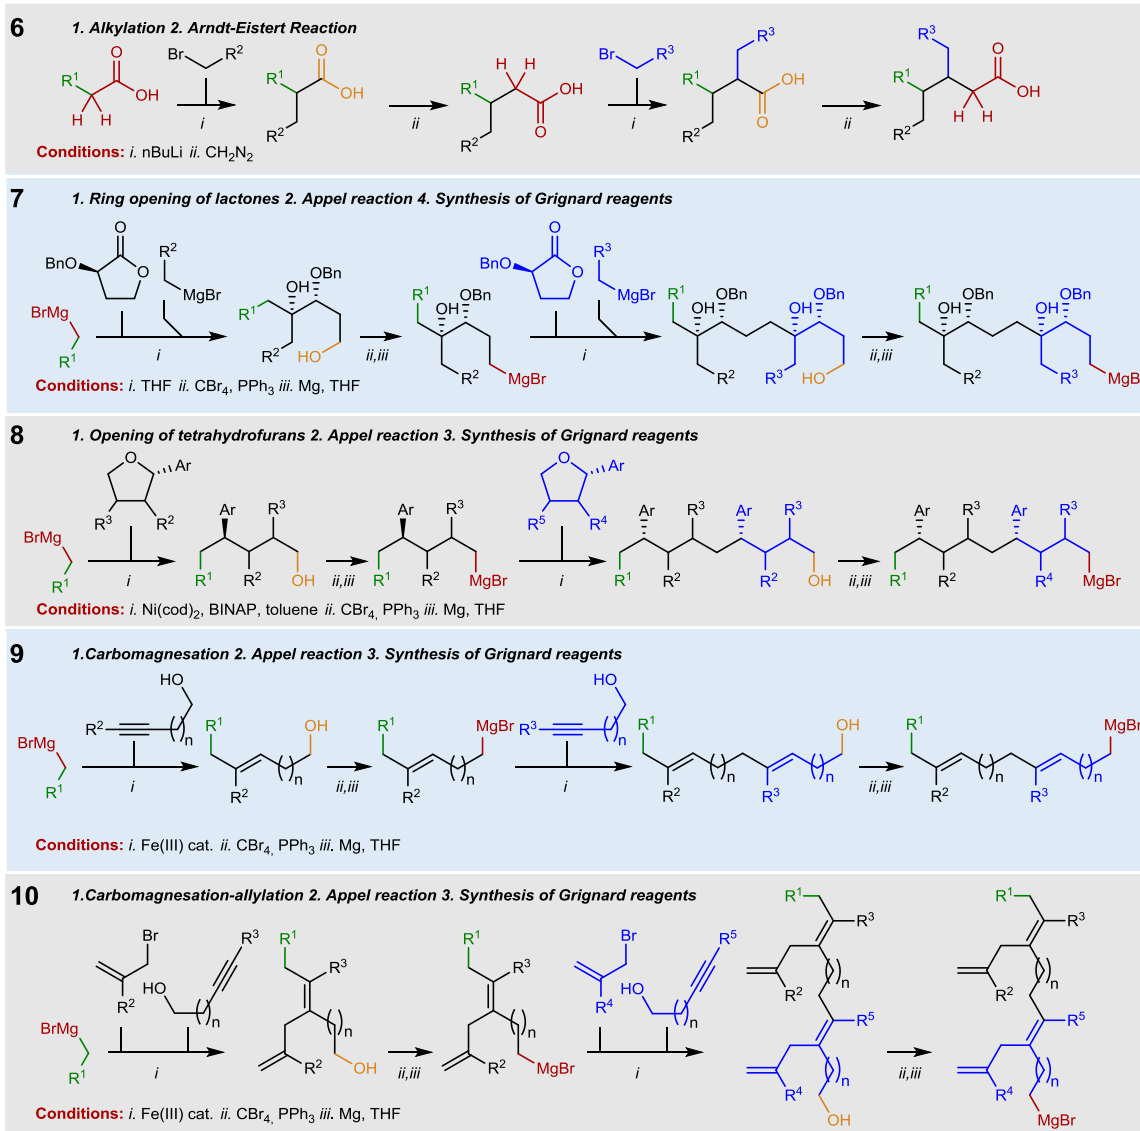 6 1. Alkylation 2. Arndt-Eistert Reaction
R¹ O OH H H
Br R²
i
R¹ O OH R²
ii
H H R¹ OH O R²
Br R³
i
R³ R¹ OH O R²
ii
R³ R¹ O OH R² H H
Conditions: i. nBuLi ii. CH₂N₂
7 1. Ring opening of lactones 2. Appel reaction 4. Synthesis of Grignard reagents
BrMg R¹
O BnO O
R² MgBr
i
OBn OH R¹ R² HO
ii,iii
R¹ OH OBn R² MgBr
O BnO O
R³ MgBr
i
R¹ OH OBn R² OBn OH R³ HO
ii,iii
R¹ OH OBn R² OH OBn R³ MgBr
Conditions: i. THF ii. CBr₄, PPh₃ iii. Mg, THF
8 1. Opening of tetrahydrofurans 2. Appel reaction 3. Synthesis of Grignard reagents
BrMg R¹
O Ar R³ R²
i
Ar R³ R¹ R² OH
ii,iii
Ar R³ R¹ R² MgBr
O Ar R⁵ R⁴
i
Ar R³ Ar R³ R¹ R² R² OH
ii,iii
Ar R³ Ar R³ R¹ R² R⁴ MgBr
Conditions: i. Ni(cod)₂, BINAP, toluene ii. CBr₄, PPh₃ iii. Mg, THF
9 1.Carbomagnesation 2. Appel reaction 3. Synthesis of Grignard reagents
BrMg R¹
HO R² ( )n
i
R¹ OH R² ( )n
ii,iii
R¹ MgBr R² ( )n
HO R³ ( )n
i
R¹ OH R² ( )n R³ ( )n
ii,iii
R¹ MgBr R² ( )n R³ ( )n
Conditions: i. Fe(III) cat. ii. CBr₄, PPh₃ iii. Mg, THF
10 1.Carbomagnesation-allylation 2. Appel reaction 3. Synthesis of Grignard reagents
BrMg R¹
Br R²
R³ HO ( )n
i
R¹ R³ ( )n R² OH
ii,iii
R¹ R³ ( )n R² MgBr
Br R⁴
R⁵ HO ( )n
i
R¹ R³ R² ( )n R⁵ R⁴ ( )n OH
ii,iii
R¹ R³ R² ( )n R⁵ R⁴ ( )n MgBr
Conditions: i. Fe(III) cat. ii. CBr₄, PPh₃ iii. Mg, THF